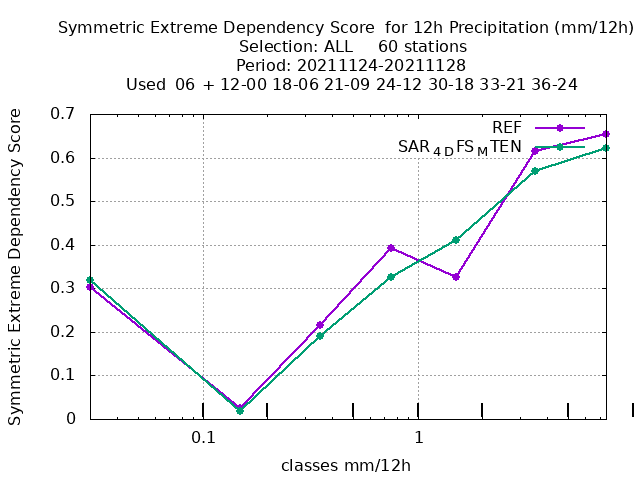 Symmetric Extreme Dependency Score  for 12h Precipitation (mm/12h)
Selection: ALL     60 stations
Period: 20211124-20211128
Used  06 + 12-00 18-06 21-09 24-12 30-18 33-21 36-24
Symmetric Extreme Dependency Score
0.7
0.6
0.5
0.4
0.3
0.2
0.1
0
REF
SAR4DFSMTEN
0.1
1
classes mm/12h